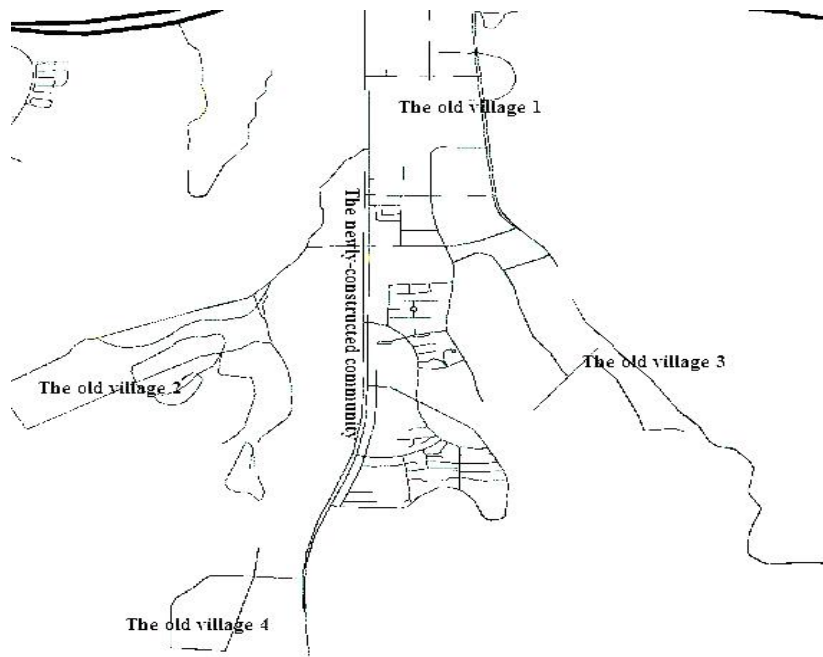 The old village 1
The newly-constructed community
The old village 3
The old village 2
The old village 4